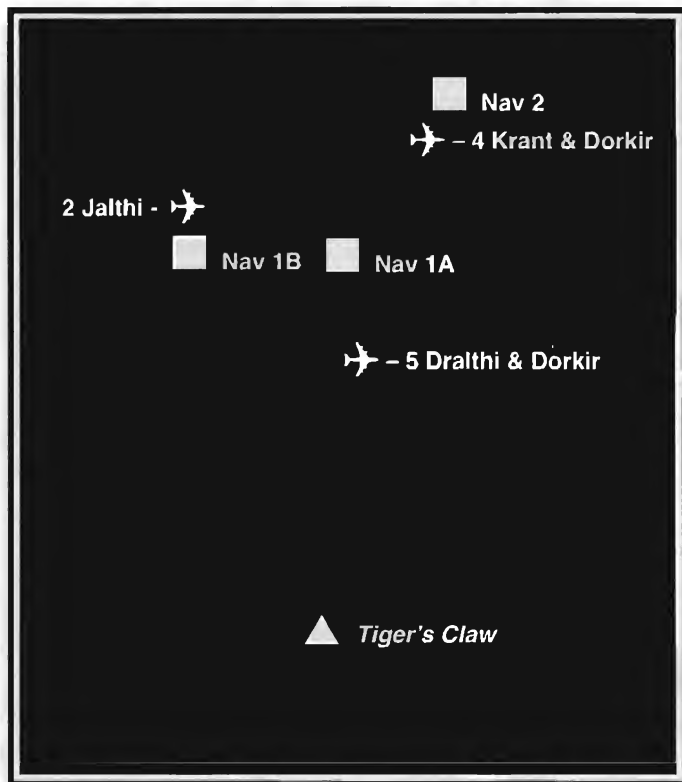 Nav 2
– 4 Krant & Dorkir
2 Jalthi -
Nav 1B
Nav 1A
– 5 Dralthi & Dorkir
Tiger's Claw